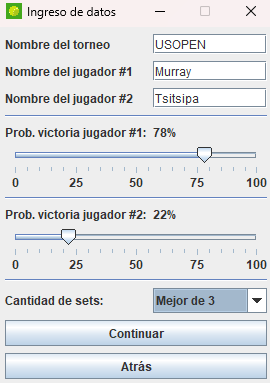 Ingreso de datos
Nombre del torneo USOPEN
Nombre del jugador #1 Murray
Nombre del jugador #2 Tsitsipa
Prob. victoria jugador #1: 78%
0 25 50 75 100
Prob. victoria jugador #2: 22%
0 25 50 75 100
Cantidad de sets: Mejor de 3
Continuar
Atrás